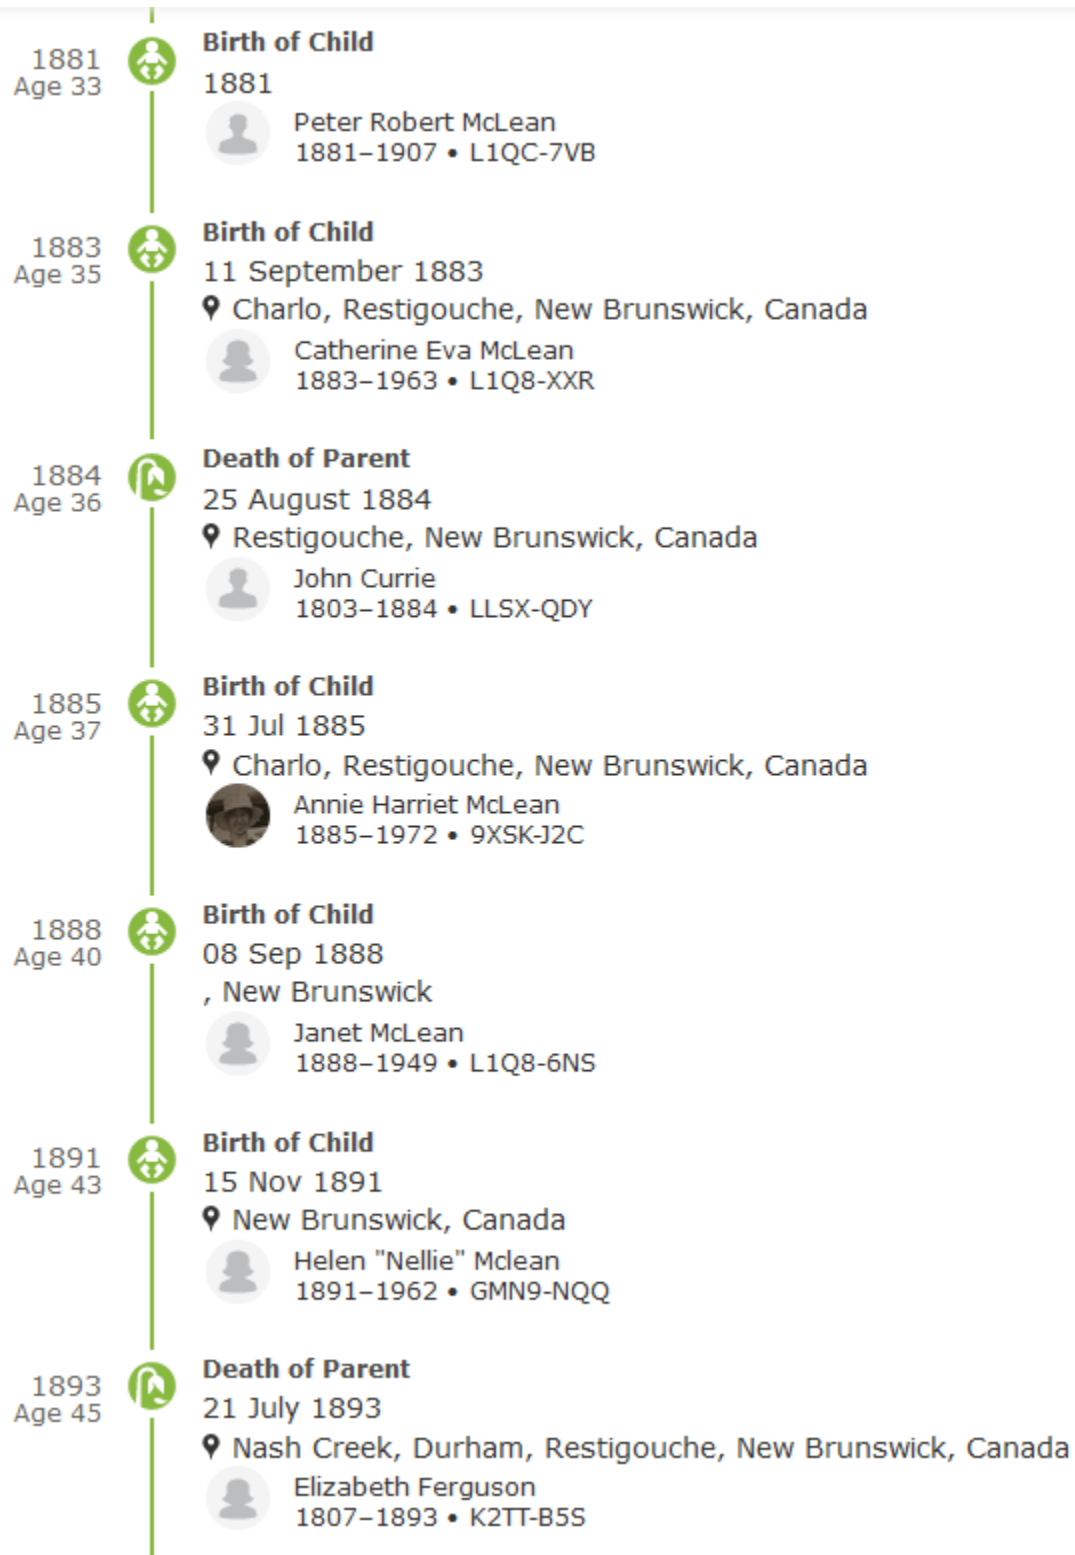 1881
Age 33
Birth of Child
1881
Peter Robert McLean
1881–1907 • L1QC-7VB
1883
Age 35
Birth of Child
11 September 1883
Charlo, Restigouche, New Brunswick, Canada
Catherine Eva McLean
1883–1963 • L1Q8-XXR
1884
Age 36
Death of Parent
25 August 1884
Restigouche, New Brunswick, Canada
John Currie
1803–1884 • LLSX-QDY
1885
Age 37
Birth of Child
31 Jul 1885
Charlo, Restigouche, New Brunswick, Canada
Annie Harriet McLean
1885–1972 • 9XSK-J2C
1888
Age 40
Birth of Child
08 Sep 1888
, New Brunswick
Janet McLean
1888–1949 • L1Q8-6NS
1891
Age 43
Birth of Child
15 Nov 1891
New Brunswick, Canada
Helen "Nellie" Mclean
1891–1962 • GMN9-NQQ
1893
Age 45
Death of Parent
21 July 1893
Nash Creek, Durham, Restigouche, New Brunswick, Canada
Elizabeth Ferguson
1807–1893 • K2TT-B5S